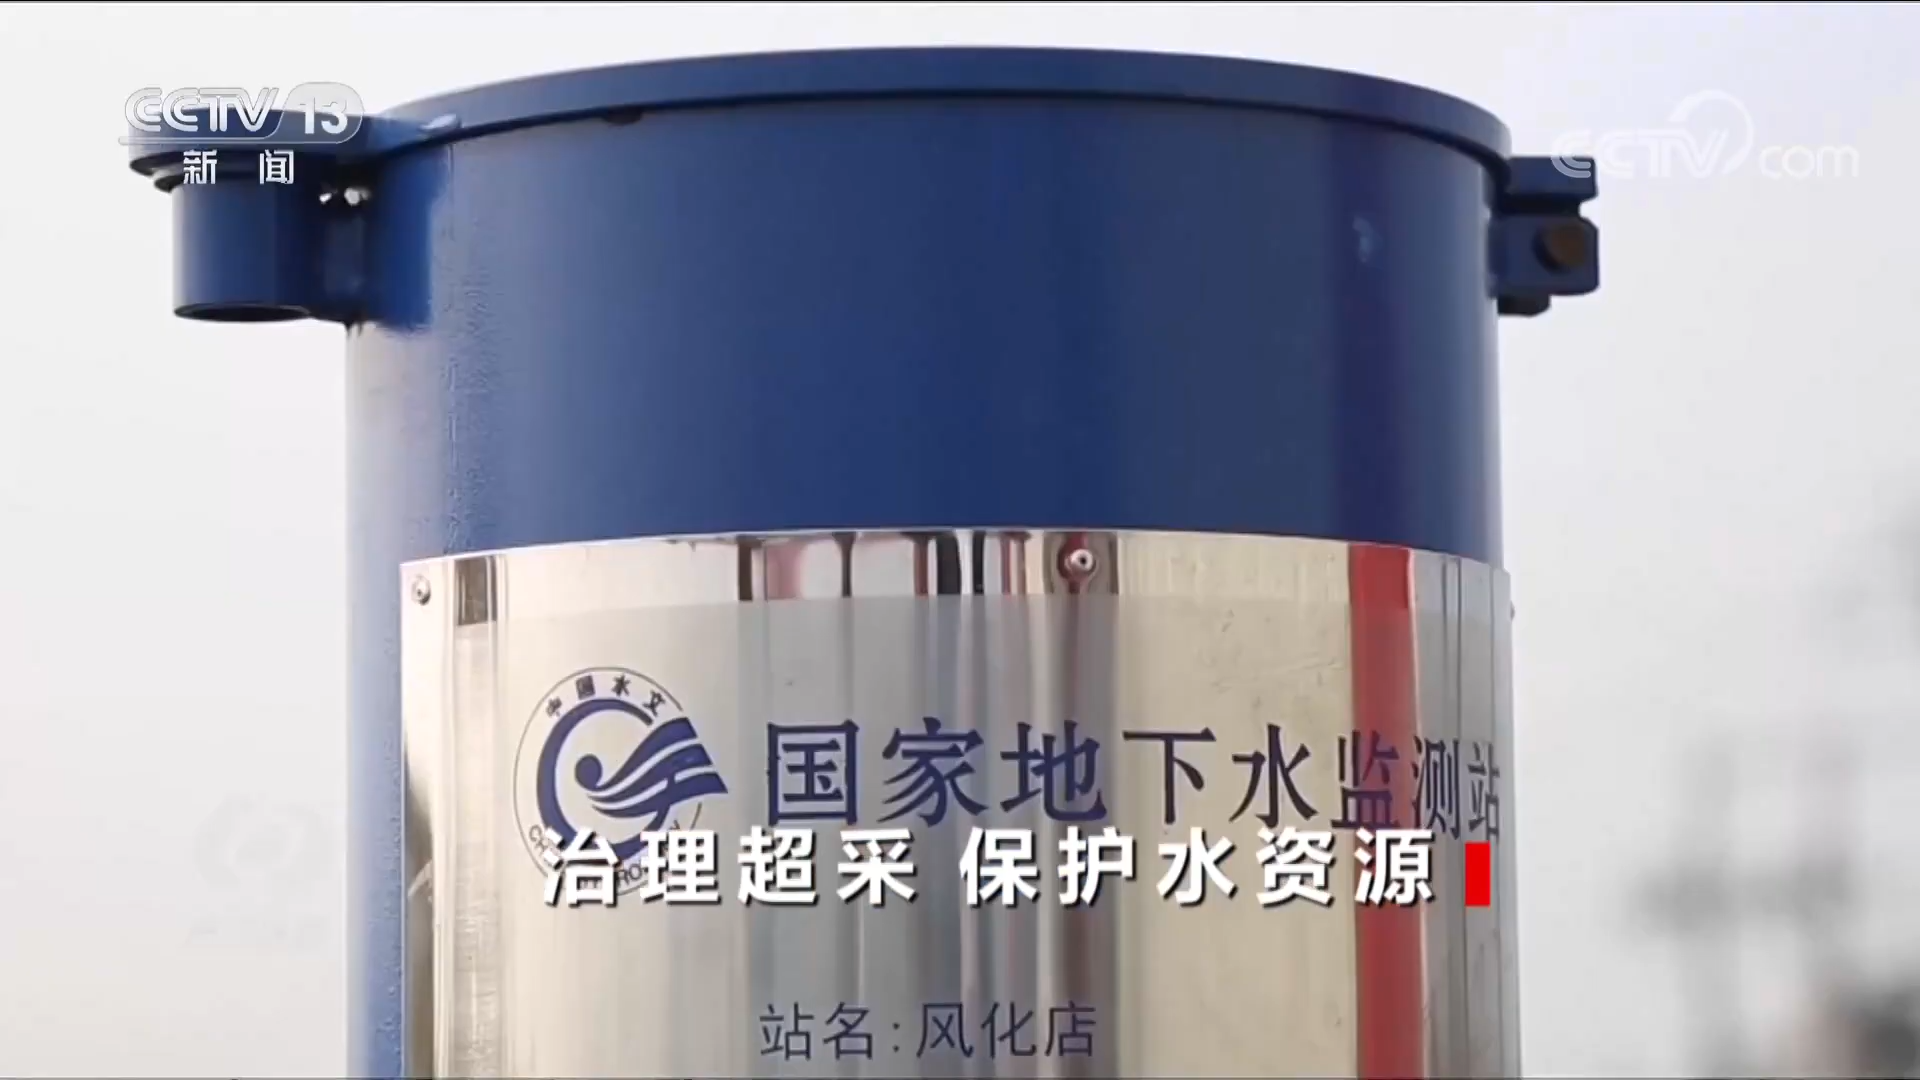 CCTV 13
新闻
CCTV com
中国水文
国家地下水监测站
治理超采 保护水资源
站名:风化店